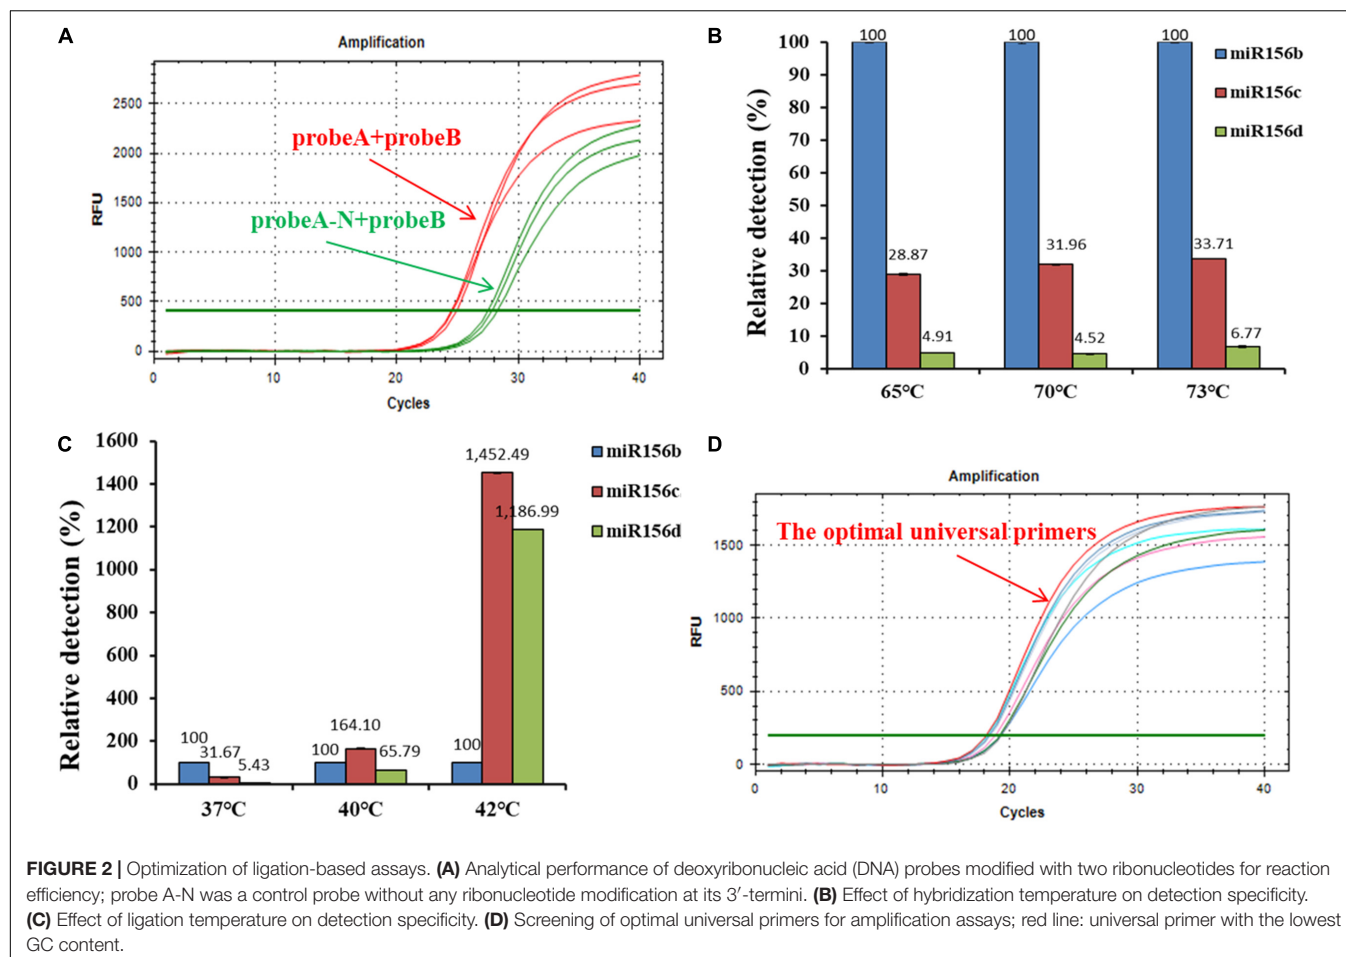 A
Amplification
RFU
2500
2000
1500
1000
500
0
probeA+probeB
probeA-N+probeB
0 10 20 30 40
Cycles
B
Relative detection (%)
100
90
80
70
60
50
40
30
20
10
0
100 28.87 4.91
100 31.96 4.52
100 33.71 6.77
65°C 70°C 73°C
miR156b
miR156c
miR156d
C
Relative detection (%)
1600
1400
1200
1000
800
600
400
200
0
100 31.67 5.43
100 164.10 65.79
100 1,452.49 1,186.99
37°C 40°C 42°C
miR156b
miR156c
miR156d
D
Amplification
The optimal universal primers
RFU
1500
1000
500
0
0 10 20 30 40
Cycles
FIGURE 2 | Optimization of ligation-based assays. (A) Analytical performance of deoxyribonucleic acid (DNA) probes modified with two ribonucleotides for reaction
efficiency; probe A-N was a control probe without any ribonucleotide modification at its 3′-termini. (B) Effect of hybridization temperature on detection specificity.
(C) Effect of ligation temperature on detection specificity. (D) Screening of optimal universal primers for amplification assays; red line: universal primer with the lowest
GC content.